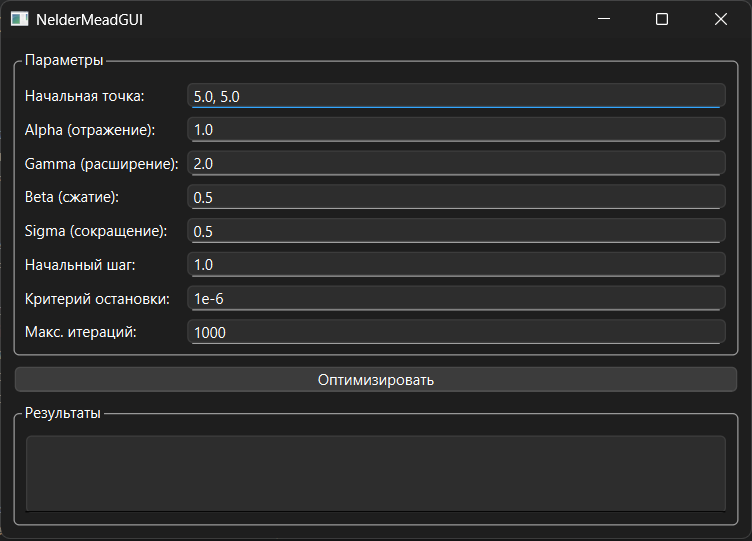 NelderMeadGUI
Параметры
Начальная точка: 5.0, 5.0
Alpha (отражение): 1.0
Gamma (расширение): 2.0
Beta (сжатие): 0.5
Sigma (сокращение): 0.5
Начальный шаг: 1.0
Критерий остановки: 1e-6
Макс. итераций: 1000
Оптимизировать
Результаты